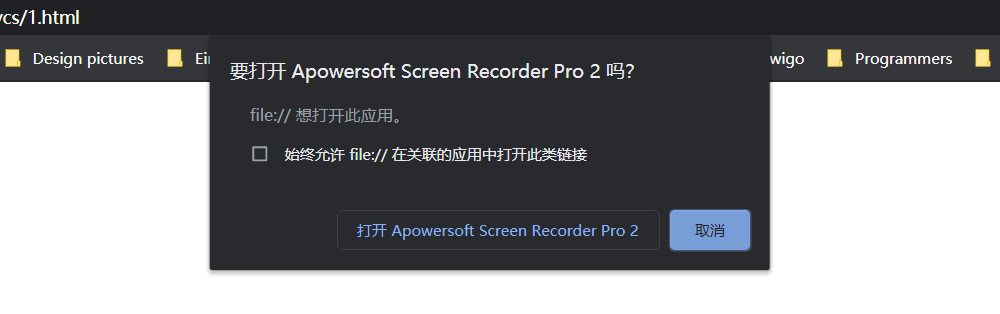 vcs/1.html
Design pictures
wigo
Programmers
要打开 Apowersoft Screen Recorder Pro 2 吗?
file:// 想打开此应用。
始终允许 file:// 在关联的应用中打开此类链接
打开 Apowersoft Screen Recorder Pro 2
取消